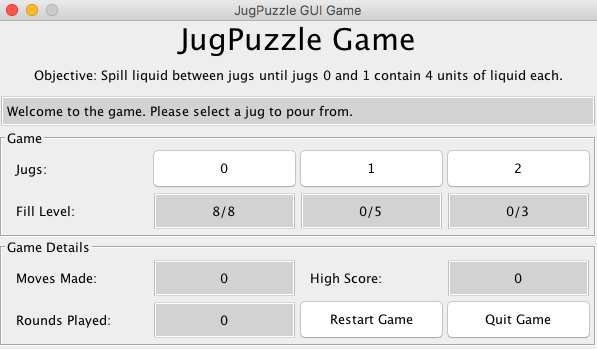 JugPuzzle GUI Game
JugPuzzle Game
Objective: Spill liquid between jugs until jugs 0 and 1 contain 4 units of liquid each.
Welcome to the game. Please select a jug to pour from.
Game
Jugs: 0 1 2
Fill Level: 8/8 0/5 0/3
Game Details
Moves Made: 0 High Score: 0
Rounds Played: 0 Restart Game Quit Game